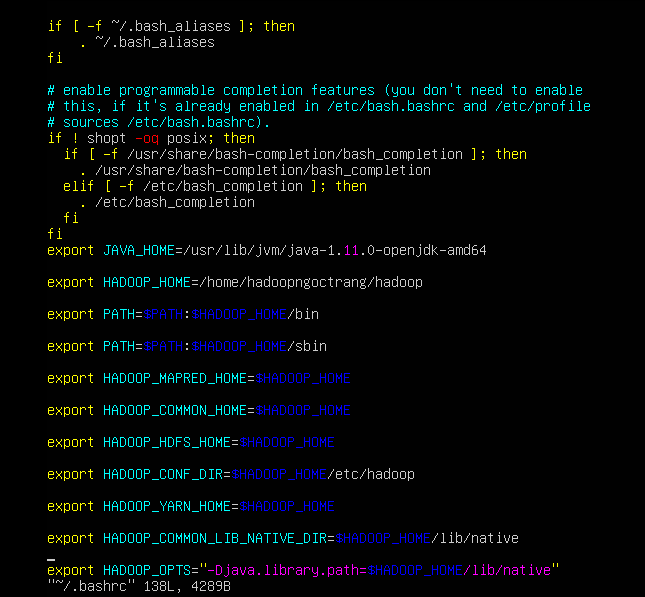 if [ -f ~/.bash_aliases ]; then
    . ~/.bash_aliases
fi

# enable programmable completion features (you don't need to enable
# this, if it's already enabled in /etc/bash.bashrc and /etc/profile
# sources /etc/bash.bashrc).
if ! shopt -oq posix; then
  if [ -f /usr/share/bash-completion/bash_completion ]; then
    . /usr/share/bash-completion/bash_completion
  elif [ -f /etc/bash_completion ]; then
    . /etc/bash_completion
  fi
fi
export JAVA_HOME=/usr/lib/jvm/java-1.11.0-openjdk-amd64

export HADOOP_HOME=/home/hadoopngoctrang/hadoop

export PATH=$PATH:$HADOOP_HOME/bin

export PATH=$PATH:$HADOOP_HOME/sbin

export HADOOP_MAPRED_HOME=$HADOOP_HOME

export HADOOP_COMMON_HOME=$HADOOP_HOME

export HADOOP_HDFS_HOME=$HADOOP_HOME

export HADOOP_CONF_DIR=$HADOOP_HOME/etc/hadoop

export HADOOP_YARN_HOME=$HADOOP_HOME

export HADOOP_COMMON_LIB_NATIVE_DIR=$HADOOP_HOME/lib/native

export HADOOP_OPTS="-Djava.library.path=$HADOOP_HOME/lib/native"
"~/.bashrc" 138L, 4289B